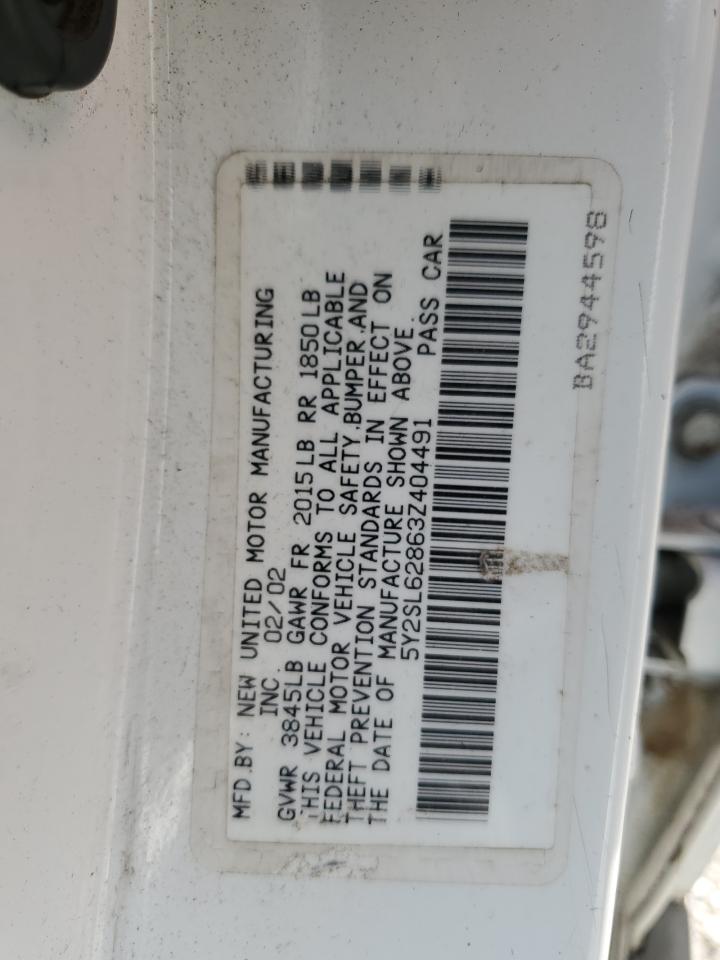 MFD.BY: NEW UNITED MOTOR MANUFACTURING
INC. 02/02
GVWR 3845LB GAWR FR 2015LB RR 1850LB
THIS VEHICLE CONFORMS TO ALL APPLICABLE
FEDERAL MOTOR VEHICLE SAFETY,BUMPER,AND
THEFT PREVENTION STANDARDS IN EFFECT ON
THE DATE OF MANUFACTURE SHOWN ABOVE.
5Y2SL62863Z404491 PASS CAR
BA2944598